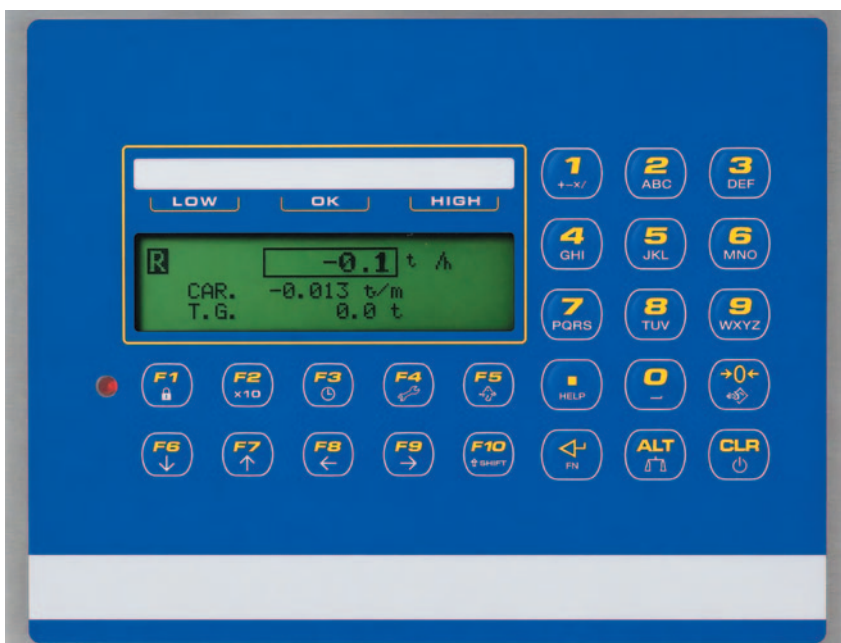 LOW OK HIGH
R -0.1 t /h
CAR. -0.013 t/m
T.G. 0.0 t
1 2 3
+−×/ ABC DEF
4 5 6
GHI JKL MNO
7 8 9
PQRS TUV WXYZ
F1 F2 F3 F4 F5 . 0 →0←
x10 HELP
F6 F7 F8 F9 F10 ALT CLR
↓ ↑ ← → ⇧ SHIFT FN